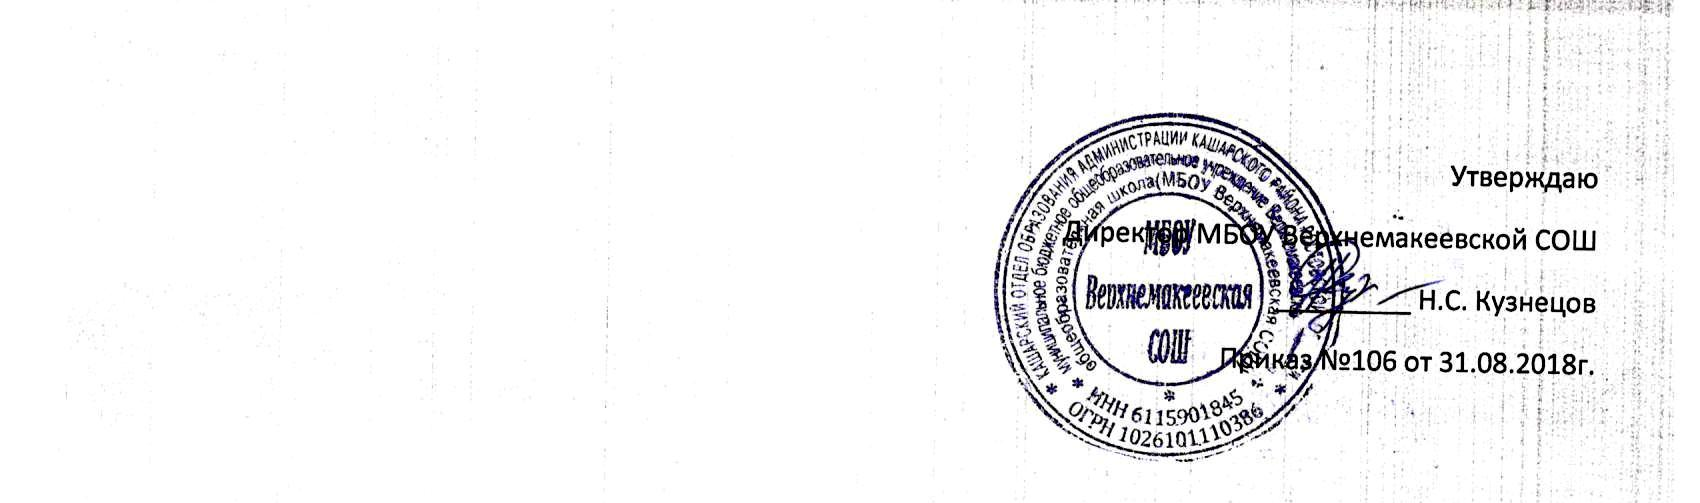 Утверждаю
Директор МБОУ Верхнемакеевской СОШ
Н.С. Кузнецов
Приказ №106 от 31.08.2018г.
КАШАРСКИЙ ОТДЕЛ ОБРАЗОВАНИЯ АДМИНИСТРАЦИИ КАШАРСКОГО РАЙОНА
муниципальное бюджетное общеобразовательное учреждение
общеобразовательная школа(МБОУ Верхнемакеевская СОШ)
МБОУ
Верхнемакеевская
СОШ
ИНН 6115901845
ОГРН 1026101110386